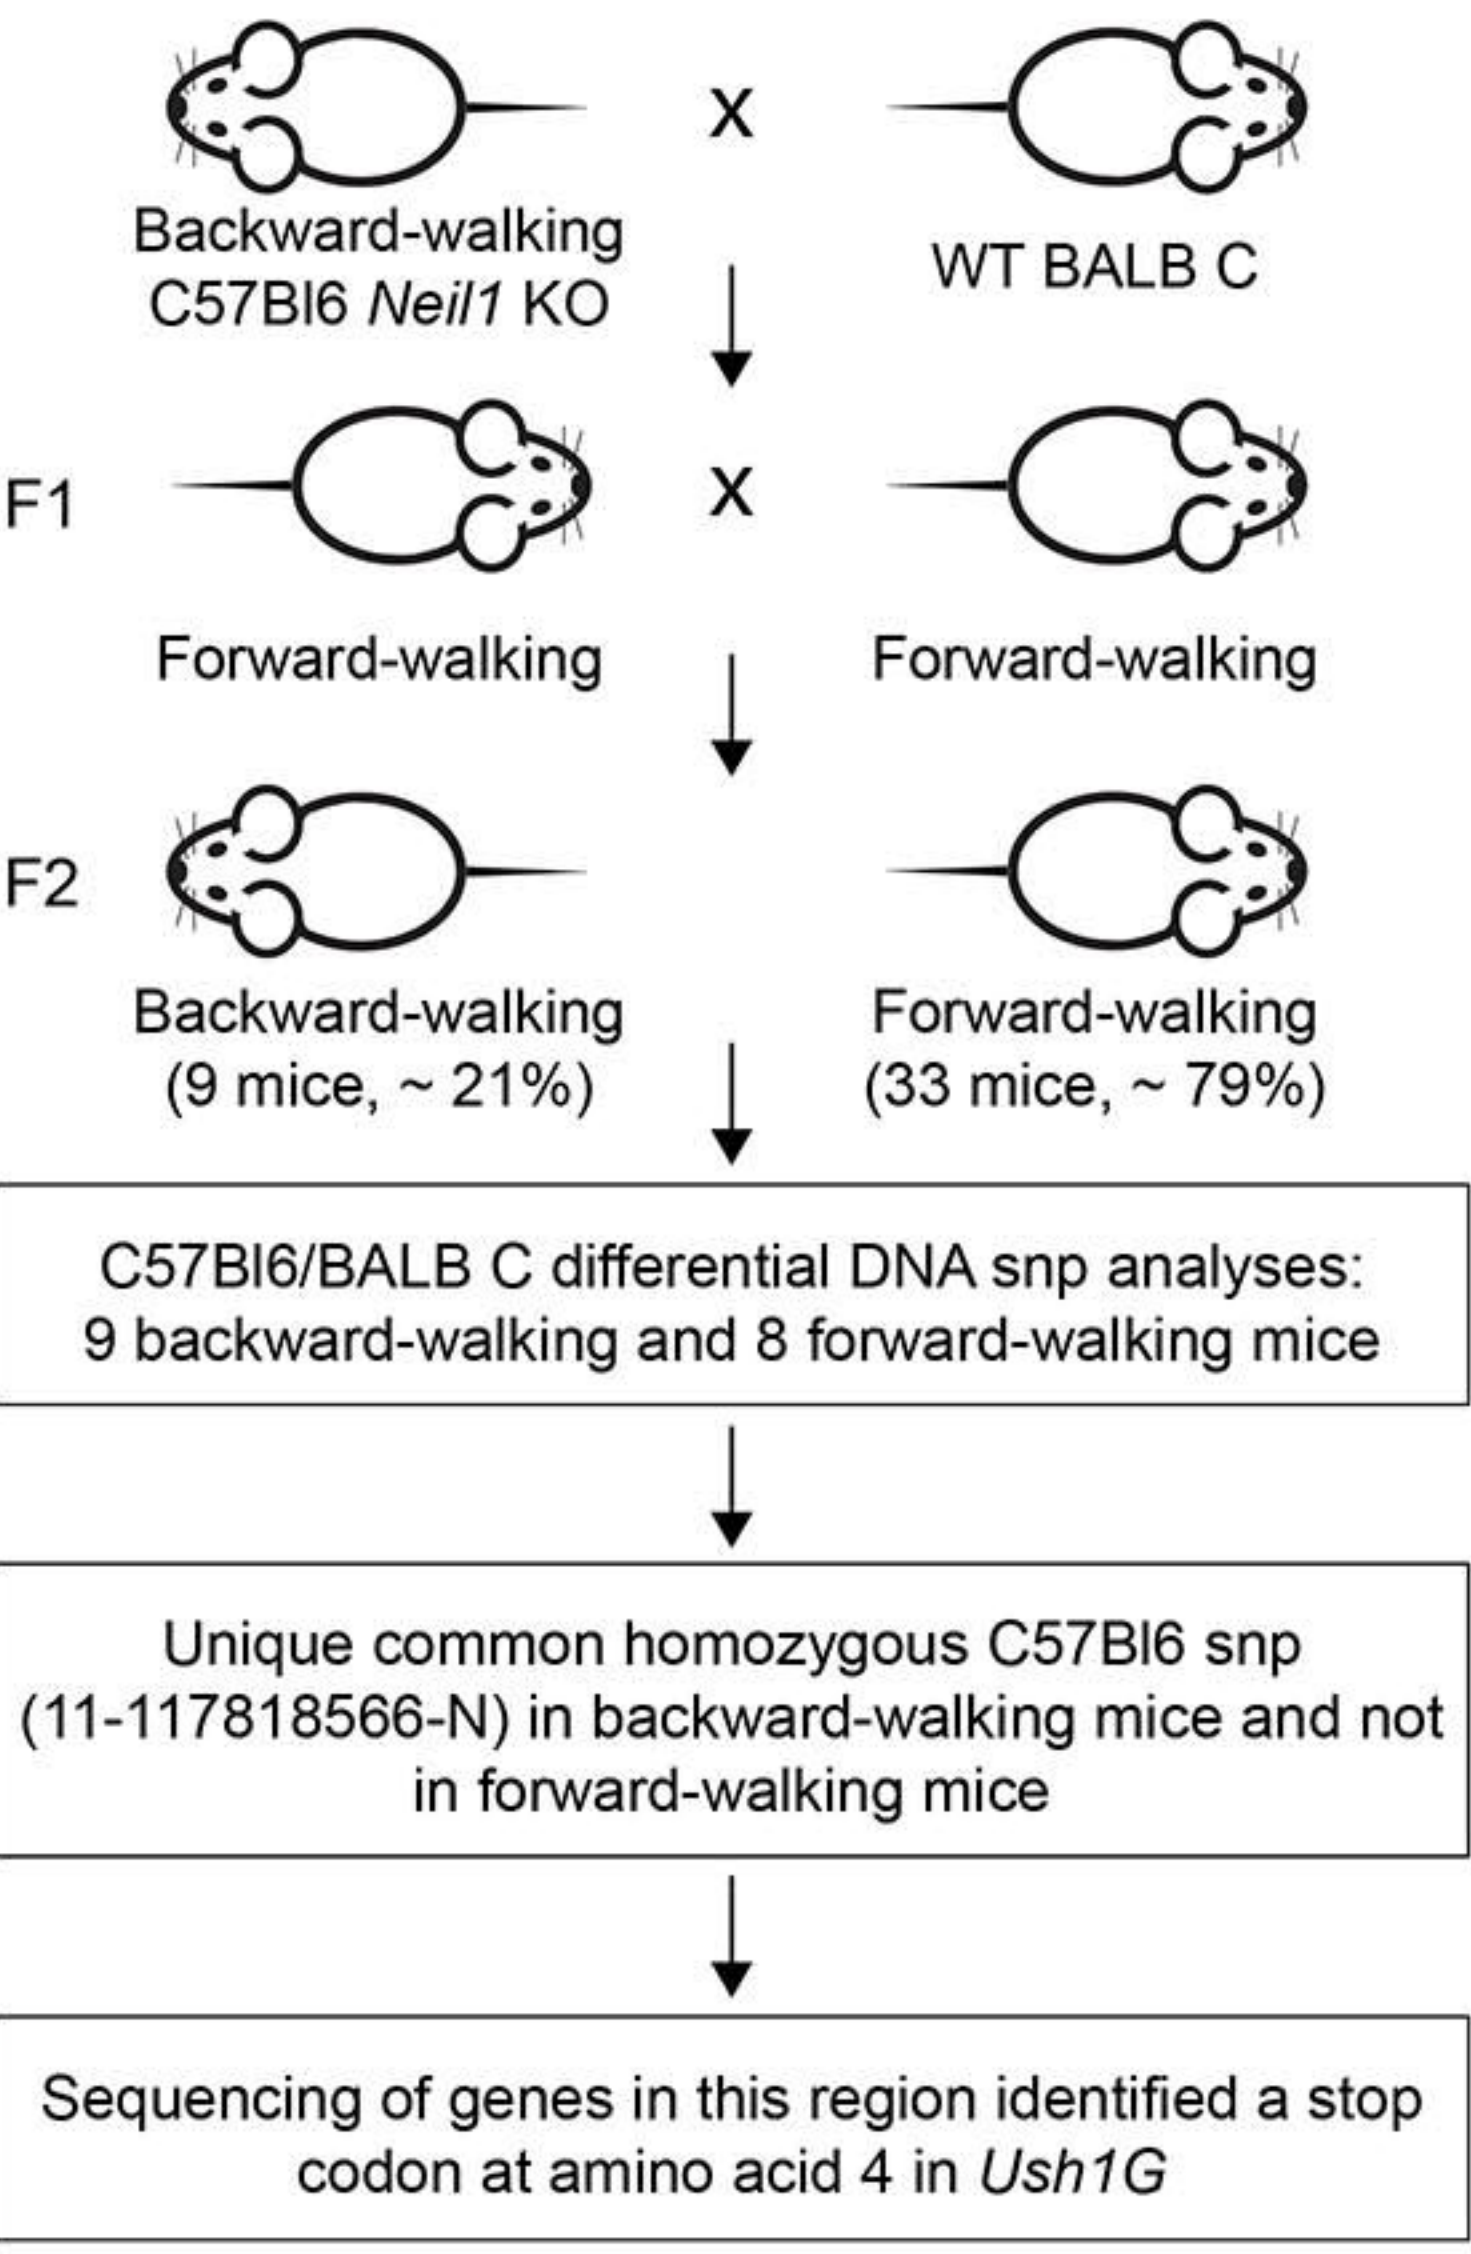 X
Backward-walking
C57Bl6 Neil1 KO
WT BALB C
F1
X
Forward-walking
Forward-walking
F2
Backward-walking
(9 mice, ~ 21%)
Forward-walking
(33 mice, ~ 79%)
C57Bl6/BALB C differential DNA snp analyses:
9 backward-walking and 8 forward-walking mice
Unique common homozygous C57Bl6 snp
(11-117818566-N) in backward-walking mice and not
in forward-walking mice
Sequencing of genes in this region identified a stop
codon at amino acid 4 in Ush1G